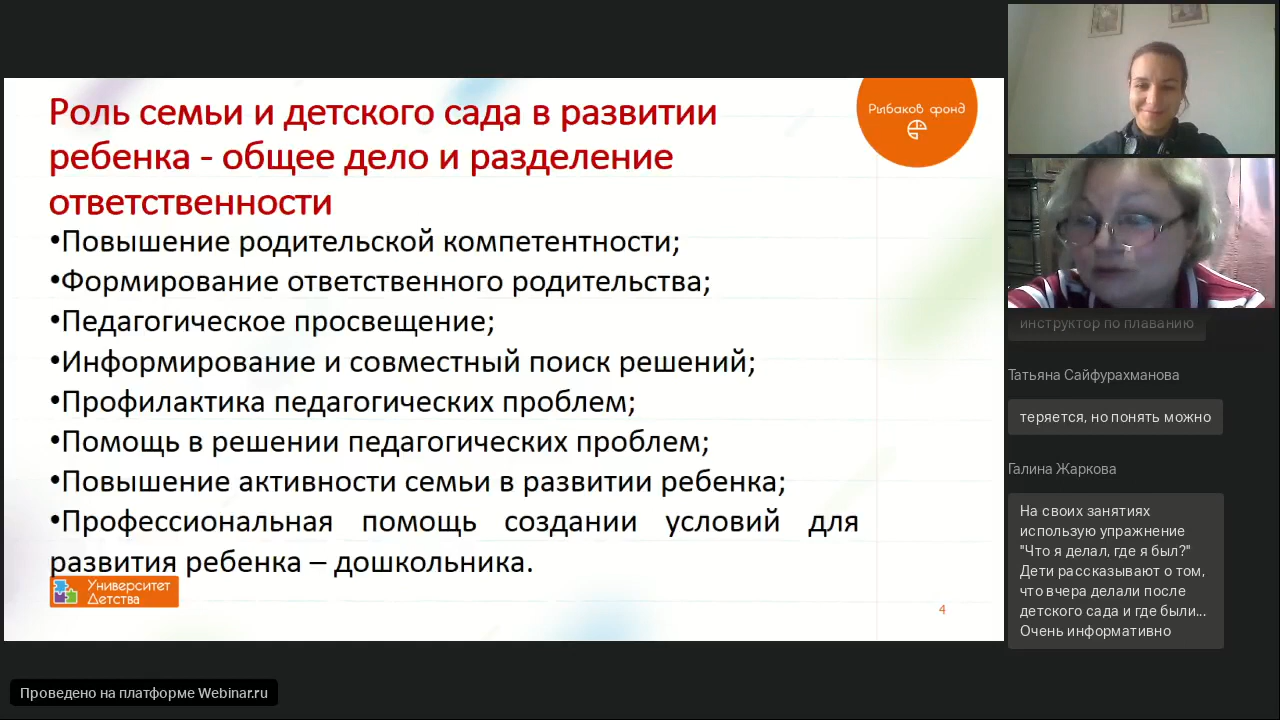 Роль семьи и детского сада в развитии
ребенка - общее дело и разделение
ответственности
•Повышение родительской компетентности;
•Формирование ответственного родительства;
•Педагогическое просвещение;
•Информирование и совместный поиск решений;
•Профилактика педагогических проблем;
•Помощь в решении педагогических проблем;
•Повышение активности семьи в развитии ребенка;
•Профессиональная помощь создании условий для
развития ребенка – дошкольника.
Рыбаков фонд
Университет
Детства
4
инструктор по плаванию
Татьяна Сайфурахманова
теряется, но понять можно
Галина Жаркова
На своих занятиях
использую упражнение
"Что я делал, где я был?"
Дети рассказывают о том,
что вчера делали после
детского сада и где были...
Очень информативно
Проведено на платформе Webinar.ru